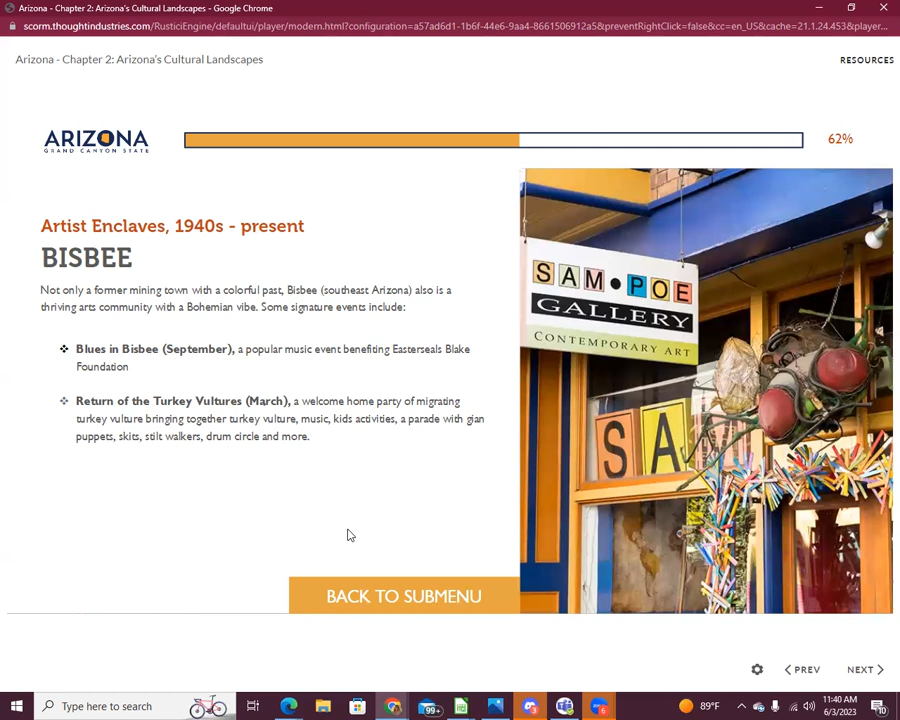 Arizona - Chapter 2: Arizona's Cultural Landscapes - Google Chrome
scorm.thoughtindustries.com/RusticiEngine/defaultui/player/modern.html?configuration=a57ad6d1-1b6f-44e6-9aa4-8661506912a5&preventRightClick=false&cc=en_US&cache=21.1.24.453&player...
Arizona - Chapter 2: Arizona's Cultural Landscapes
RESOURCES
ARIZONA
GRAND CANYON STATE
62%
Artist Enclaves, 1940s - present
BISBEE
Not only a former mining town with a colorful past, Bisbee (southeast Arizona) also is a
thriving arts community with a Bohemian vibe. Some signature events include:
Blues in Bisbee (September), a popular music event benefiting Easterseals Blake
Foundation
Return of the Turkey Vultures (March), a welcome home party of migrating
turkey vulture bringing together turkey vulture, music, kids activities, a parade with gian
puppets, skits, stilt walkers, drum circle and more.
SAM • POE
GALLERY
CONTEMPORARY ART
SAM
BACK TO SUBMENU
PREV
NEXT
Type here to search
99+
3
6
6
89°F
11:40 AM
6/3/2023
10